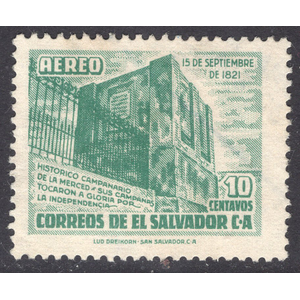 AEREO
15 DE SEPTIEMBRE
DE 1821
HISTORICO CAMPANARIO
DE LA MERCED - SUS CAMPANAS
TOCARON A GLORIA POR
LA INDEPENDENCIA
10
CENTAVOS
CORREOS DE EL SALVADOR C·A
LUD DREIKORN - SAN SALVADOR, C·A